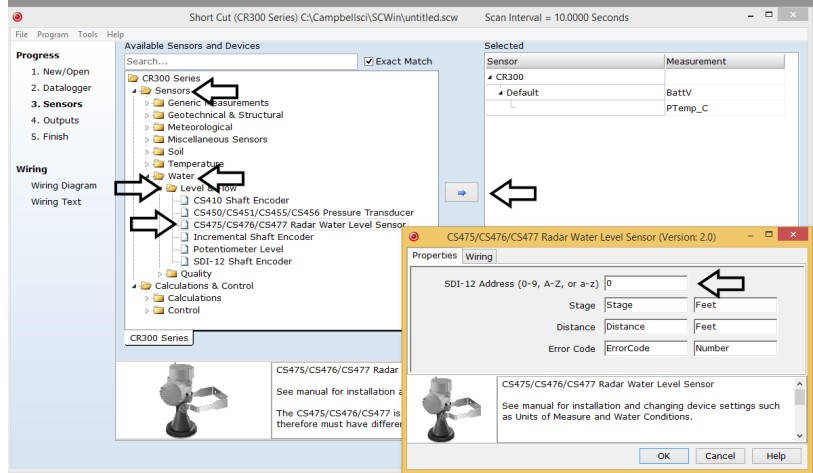 Short Cut (CR300 Series) C:\Campbellsci\SCWin\untitled.scw Scan Interval = 10.0000 Seconds
File Program Tools Help
Progress
1. New/Open
2. Datalogger
3. Sensors
4. Outputs
5. Finish
Wiring
Wiring Diagram
Wiring Text
Available Sensors and Devices
Search...
Exact Match
CR300 Series
Sensors
Generic Measurements
Geotechnical & Structural
Meteorological
Miscellaneous Sensors
Soil
Temperature
Water
Level & Flow
CS410 Shaft Encoder
CS450/CS451/CS455/CS456 Pressure Transducer
CS475/CS476/CS477 Radar Water Level Sensor
Incremental Shaft Encoder
Potentiometer Level
SDI-12 Shaft Encoder
Quality
Calculations & Control
Calculations
Control
CR300 Series
Selected
Sensor Measurement
CR300
Default BattV
PTemp_C
CS475/CS476/CS477 Radar
See manual for installation a
The CS475/CS476/CS477 is
therefore must have differe
CS475/CS476/CS477 Radar Water Level Sensor (Version: 2.0)
Properties Wiring
SDI-12 Address (0-9, A-Z, or a-z) 0
Stage Stage Feet
Distance Distance Feet
Error Code ErrorCode Number
CS475/CS476/CS477 Radar Water Level Sensor
See manual for installation and changing device settings such
as Units of Measure and Water Conditions.
OK Cancel Help